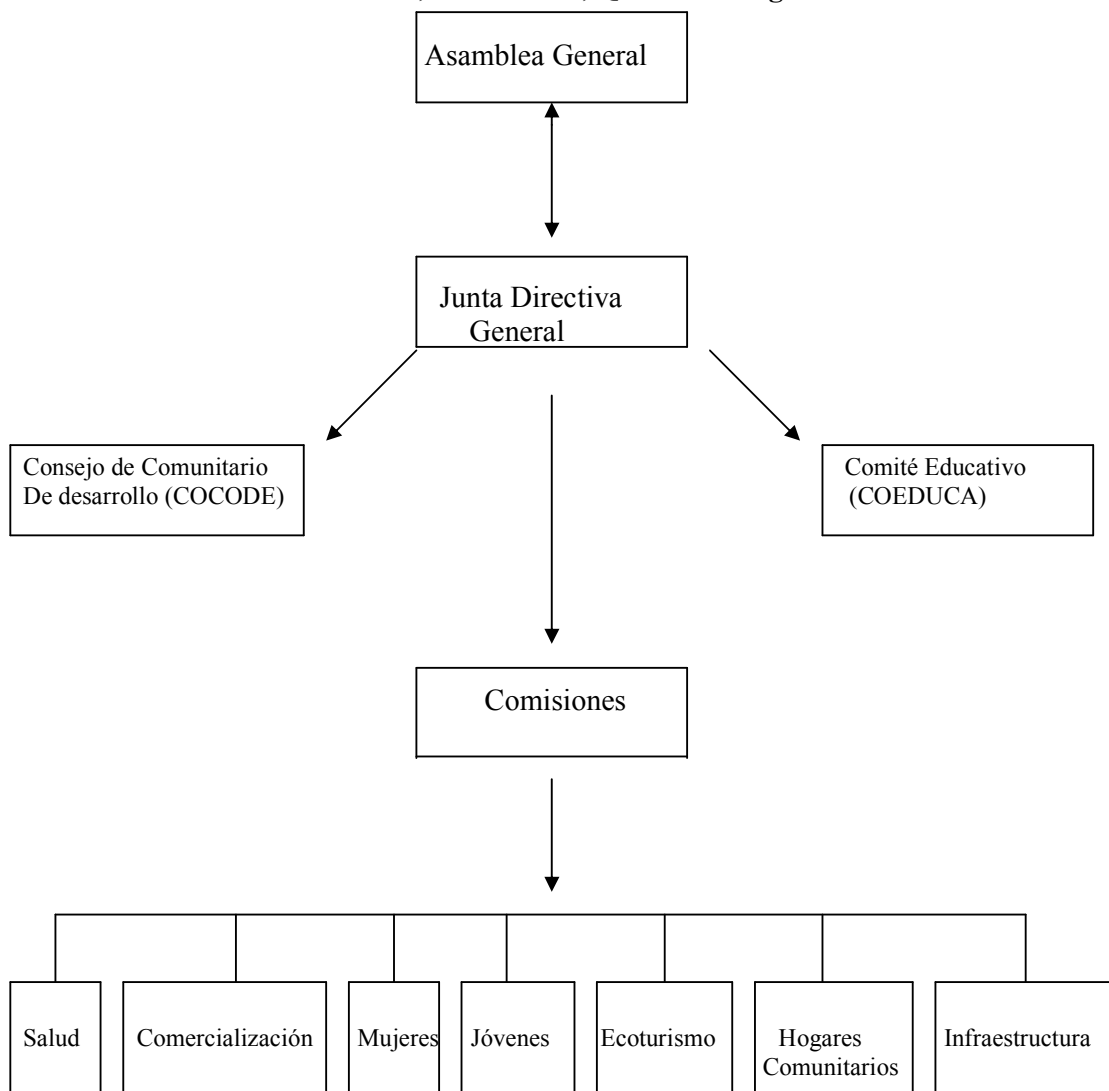 Asamblea General
Junta Directiva
General
Consejo de Comunitario
De desarrollo (COCODE)
Comité Educativo
(COEDUCA)
Comisiones
Salud
Comercialización
Mujeres
Jóvenes
Ecoturismo
Hogares
Comunitarios
Infraestructura